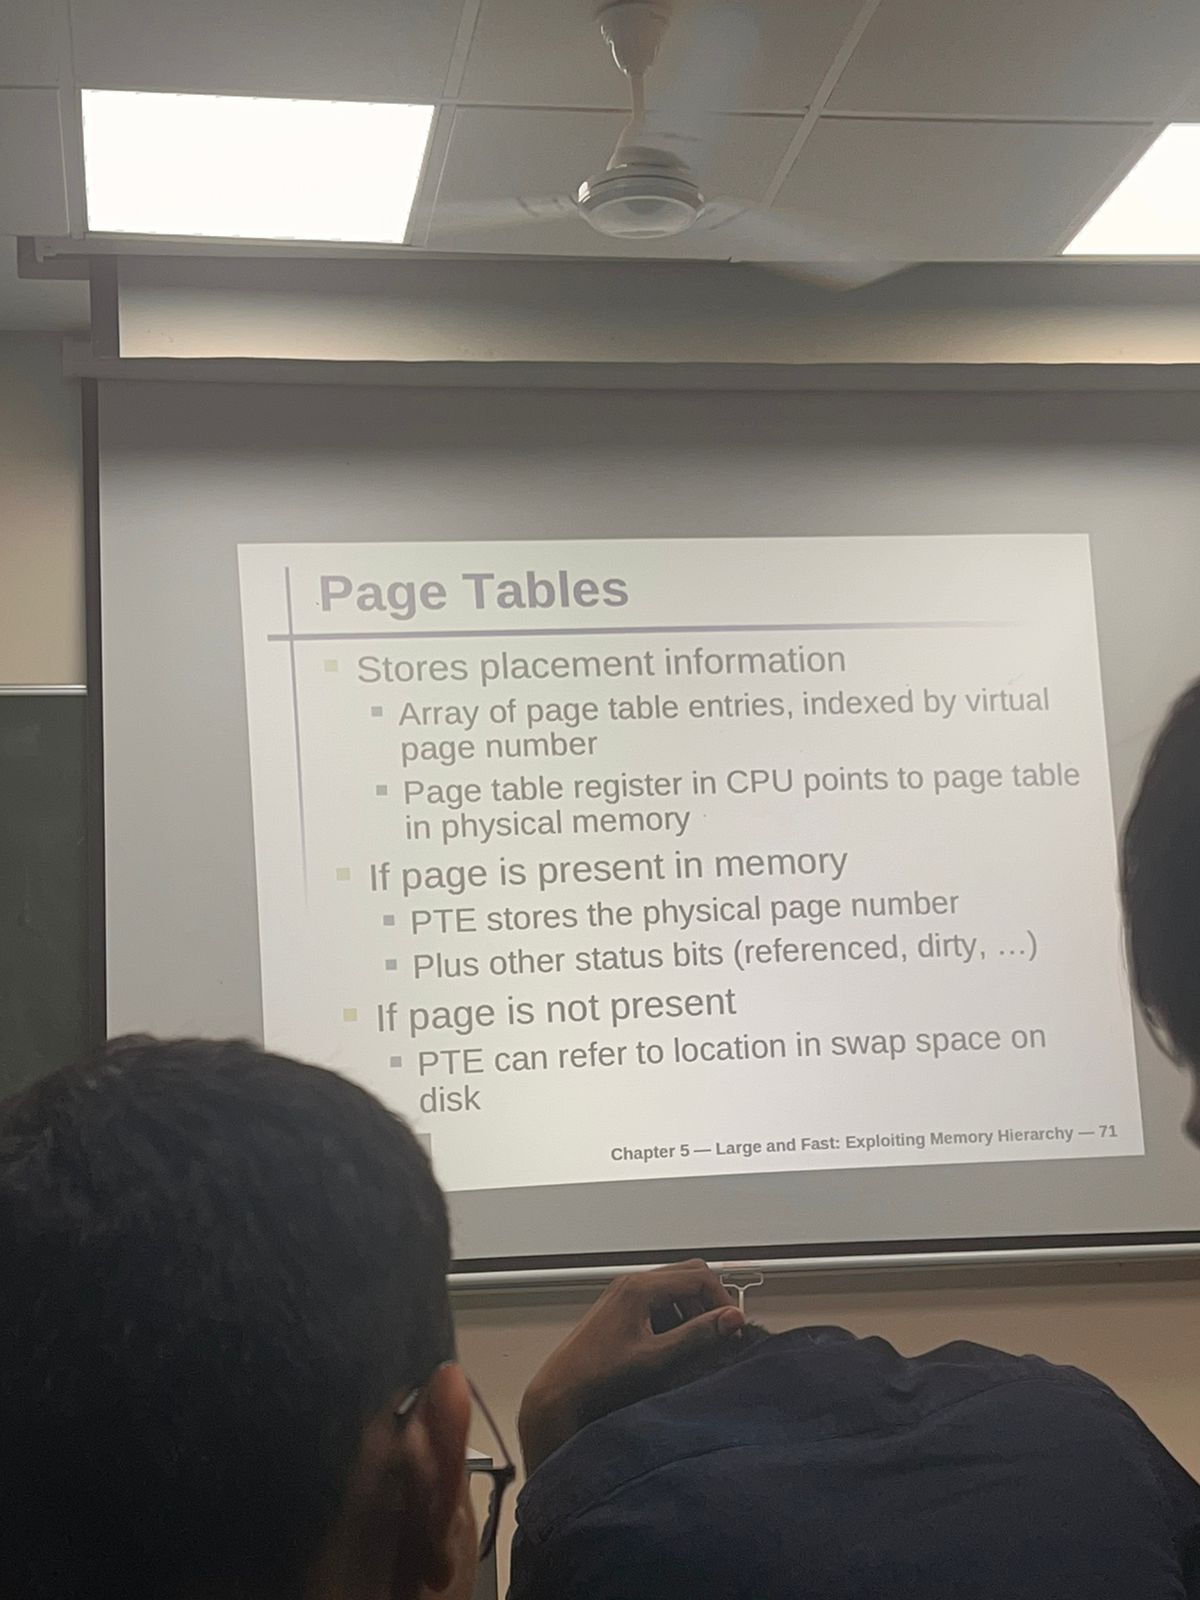 Page Tables
Stores placement information
Array of page table entries, indexed by virtual
page number
Page table register in CPU points to page table
in physical memory
If page is present in memory
PTE stores the physical page number
Plus other status bits (referenced, dirty, …)
If page is not present
PTE can refer to location in swap space on
disk
Chapter 5 — Large and Fast: Exploiting Memory Hierarchy — 71